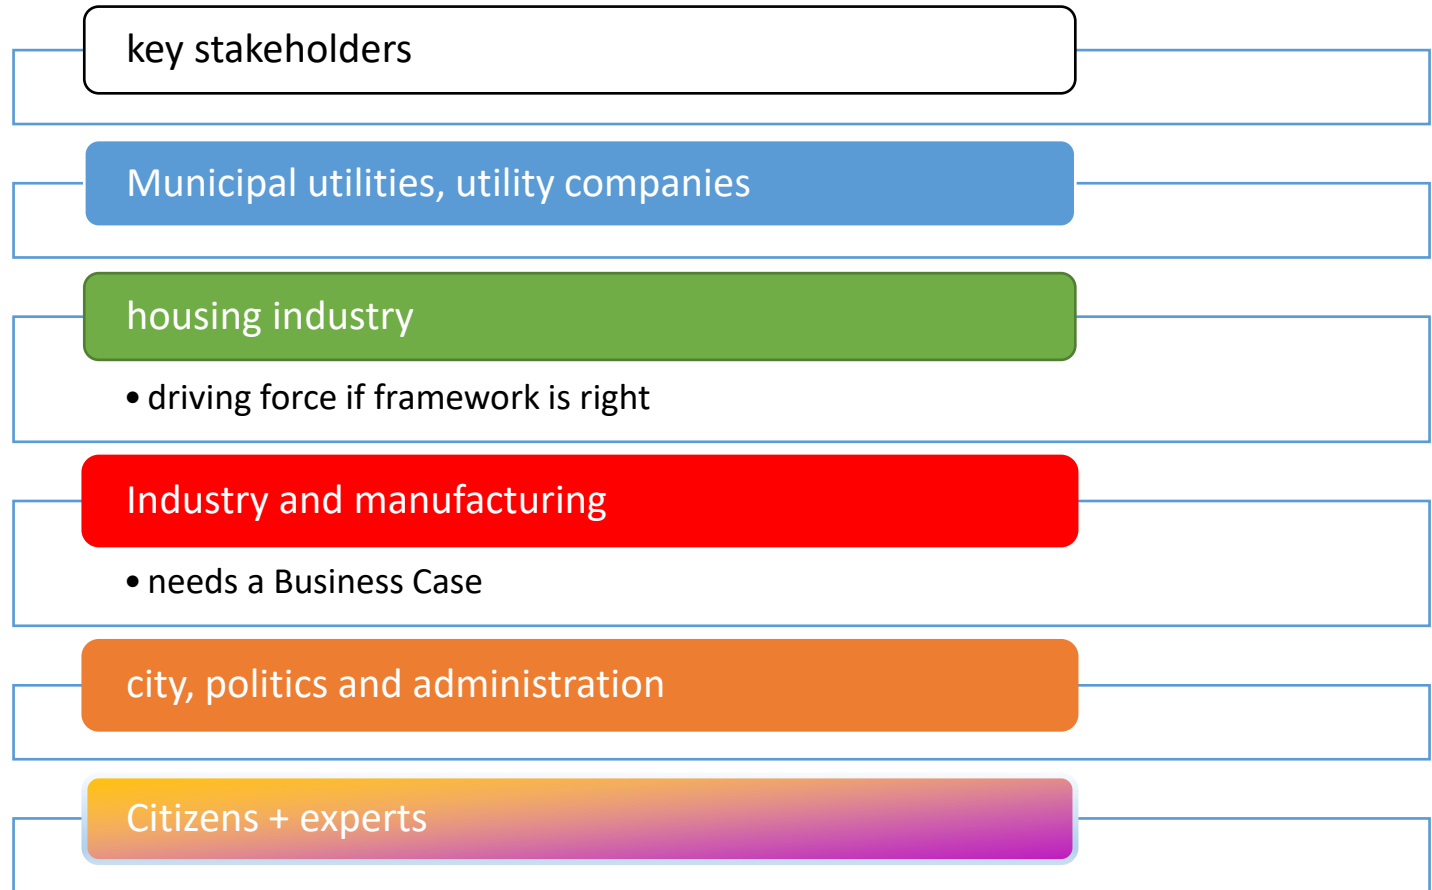 key stakeholders
Municipal utilities, utility companies
housing industry
• driving force if framework is right
Industry and manufacturing
• needs a Business Case
city, politics and administration
Citizens + experts